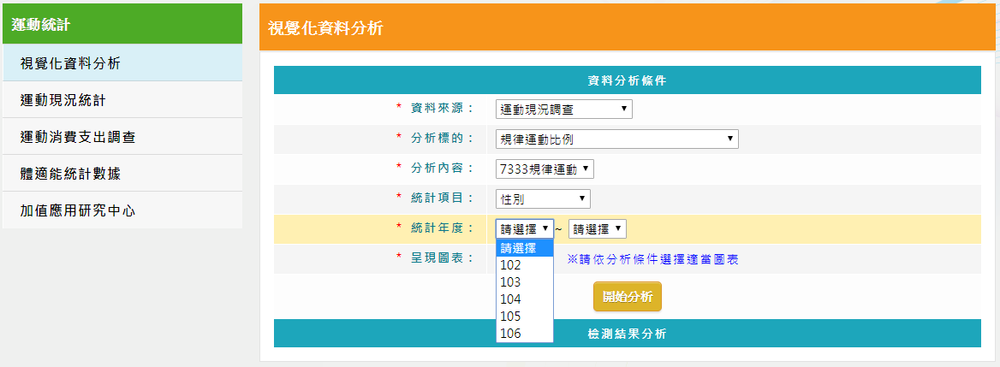 運動統計
視覺化資料分析
運動現況統計
運動消費支出調查
體適能統計數據
加值應用研究中心
視覺化資料分析
資料分析條件
* 資料來源： 運動現況調查
* 分析標的： 規律運動比例
* 分析內容： 7333規律運動
* 統計項目： 性別
* 統計年度： 請選擇 ~ 請選擇
請選擇
102
103
104
105
106
* 呈現圖表： ※請依分析條件選擇適當圖表
開始分析
檢測結果分析